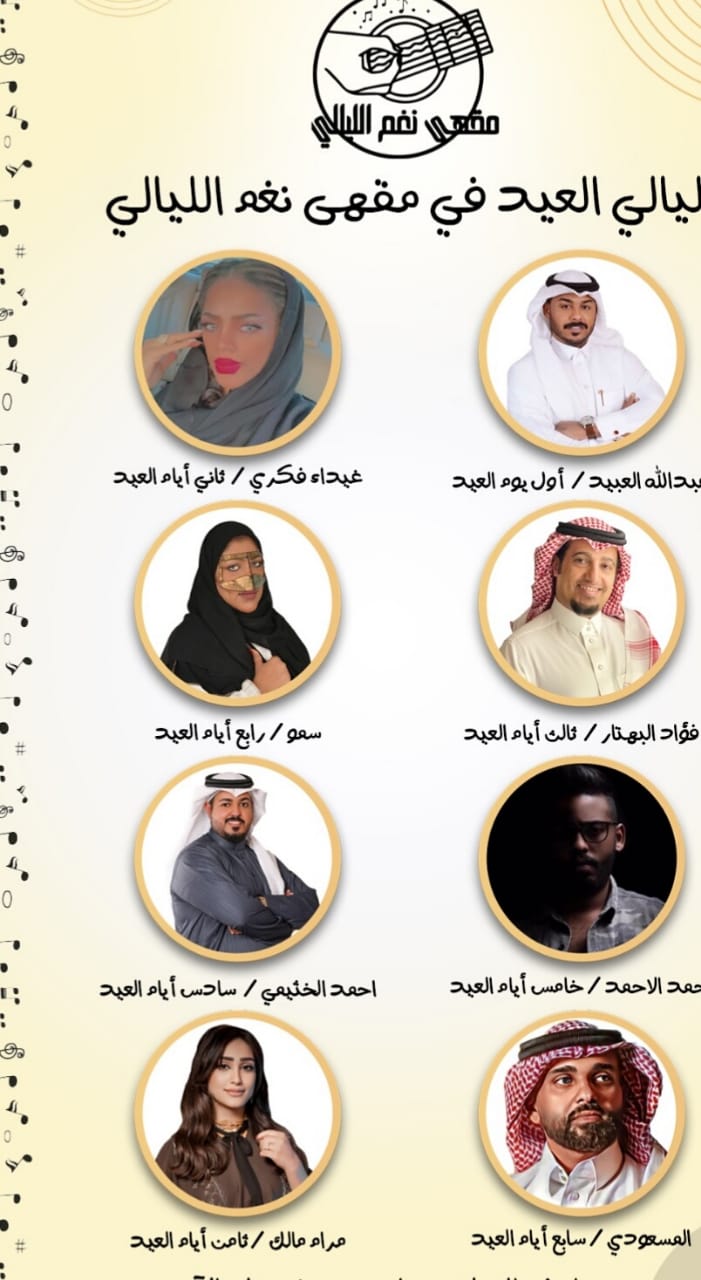 مقهى نغم الليالي
ليالي العيد في مقهى نغم الليالي
عبدالله العبيد / أول يوم العيد
غيداء فكري / ثاني أيام العيد
فؤاد البهتار / ثالث أيام العيد
سمو / رابع أيام العيد
الاحمد / خامس أيام العيد
احمد الخثيمي / سادس أيام العيد
المسعودي / سابع أيام العيد
مرام مالك / ثامن أيام العيد